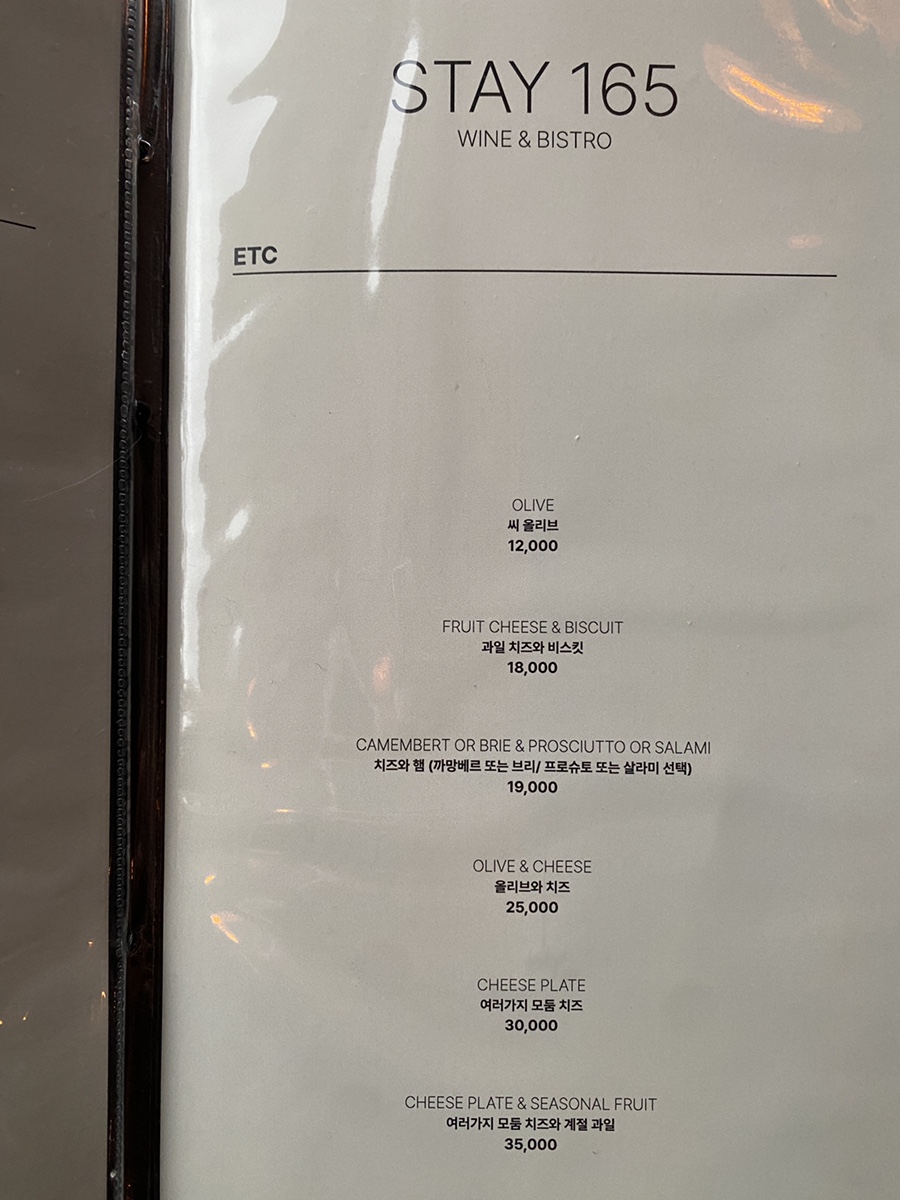 STAY 165
WINE & BISTRO
ETC
OLIVE
씨 올리브
12,000
FRUIT CHEESE & BISCUIT
과일 치즈와 비스킷
18,000
CAMEMBERT OR BRIE & PROSCIUTTO OR SALAMI
치즈와 햄 (까망베르 또는 브리/ 프로슈토 또는 살라미 선택)
19,000
OLIVE & CHEESE
올리브와 치즈
25,000
CHEESE PLATE
여러가지 모둠 치즈
30,000
CHEESE PLATE & SEASONAL FRUIT
여러가지 모둠 치즈와 계절 과일
35,000